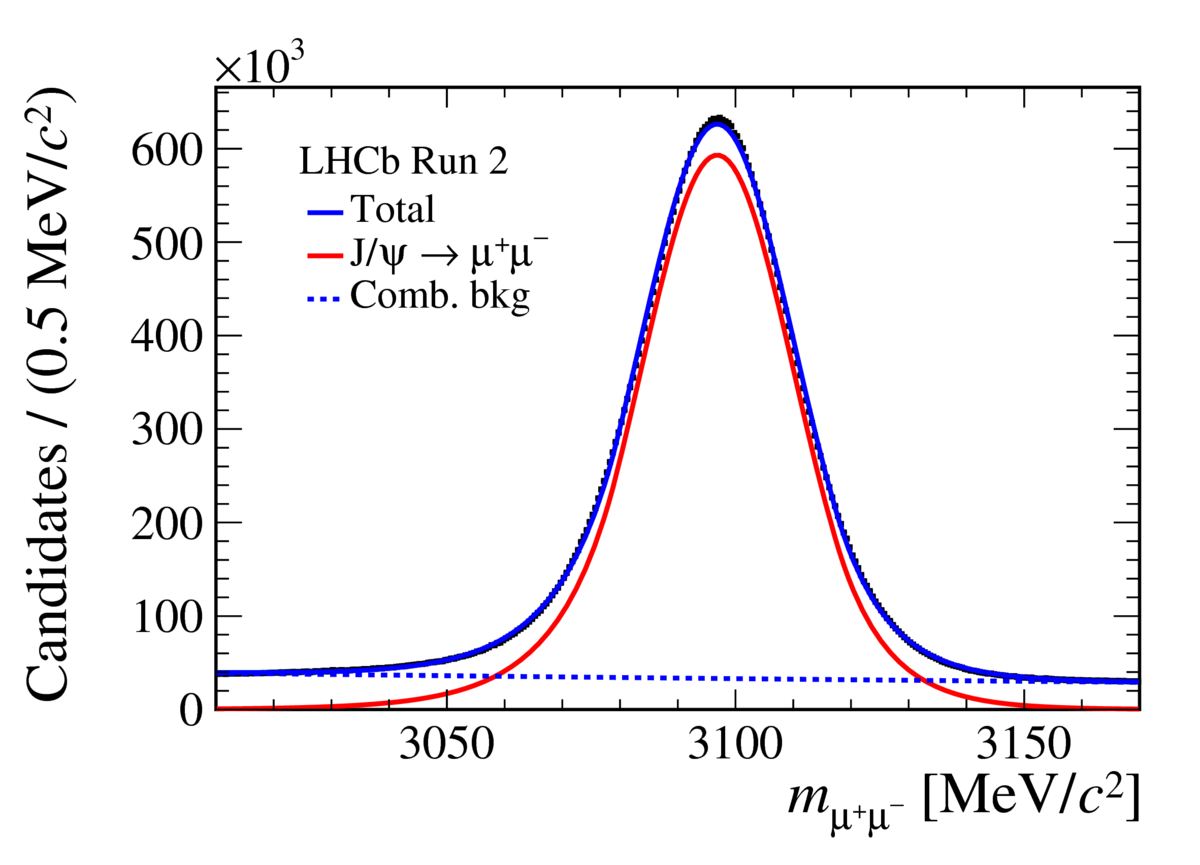 ×10³
Candidates / (0.5 MeV/c²)
600
500
400
300
200
100
0
LHCb Run 2
Total
J/ψ → μ⁺μ⁻
Comb. bkg
3050 3100 3150
m_μ⁺μ⁻ [MeV/c²]